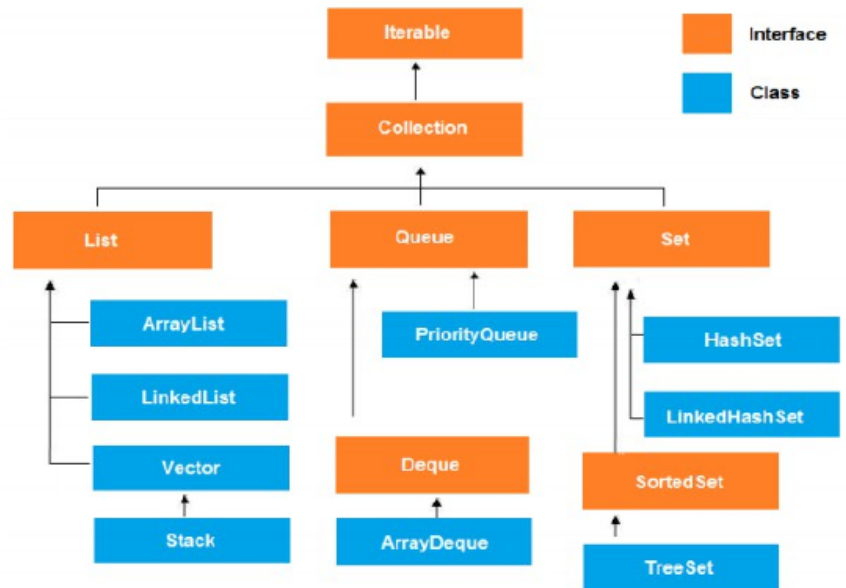 Iterable
Interface
Class
Collection
List
Queue
Set
ArrayList
PriorityQueue
HashSet
LinkedList
LinkedHashSet
Vector
Deque
SortedSet
Stack
ArrayDeque
TreeSet